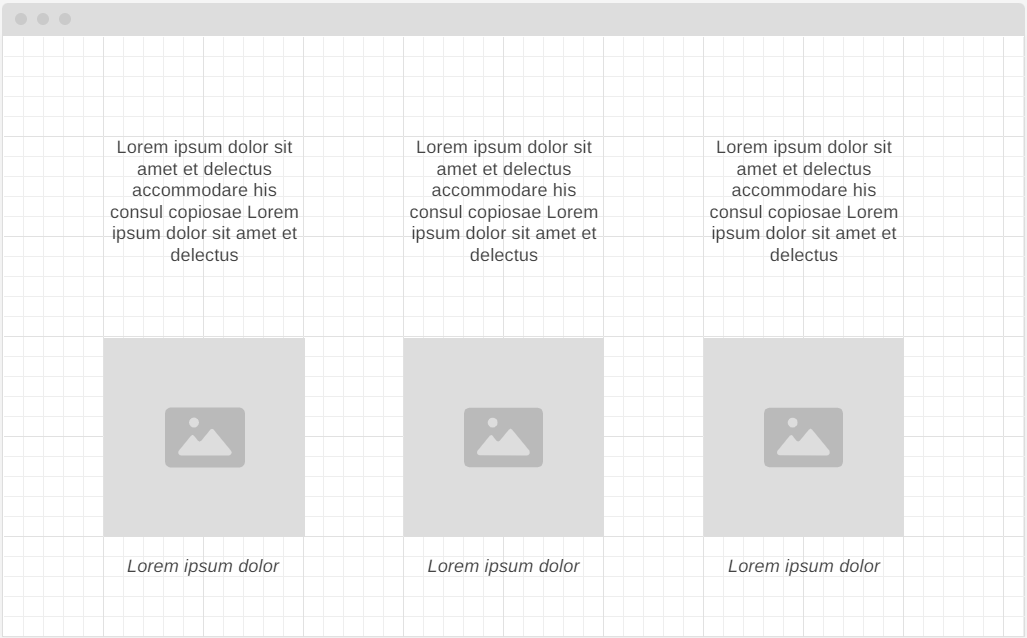 Lorem ipsum dolor sit
amet et delectus
accommodare his
consul copiosae Lorem
ipsum dolor sit amet et
delectus
Lorem ipsum dolor sit
amet et delectus
accommodare his
consul copiosae Lorem
ipsum dolor sit amet et
delectus
Lorem ipsum dolor sit
amet et delectus
accommodare his
consul copiosae Lorem
ipsum dolor sit amet et
delectus
Lorem ipsum dolor
Lorem ipsum dolor
Lorem ipsum dolor